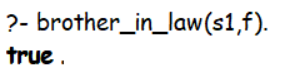 ?- brother_in_law(s1,f).
true .